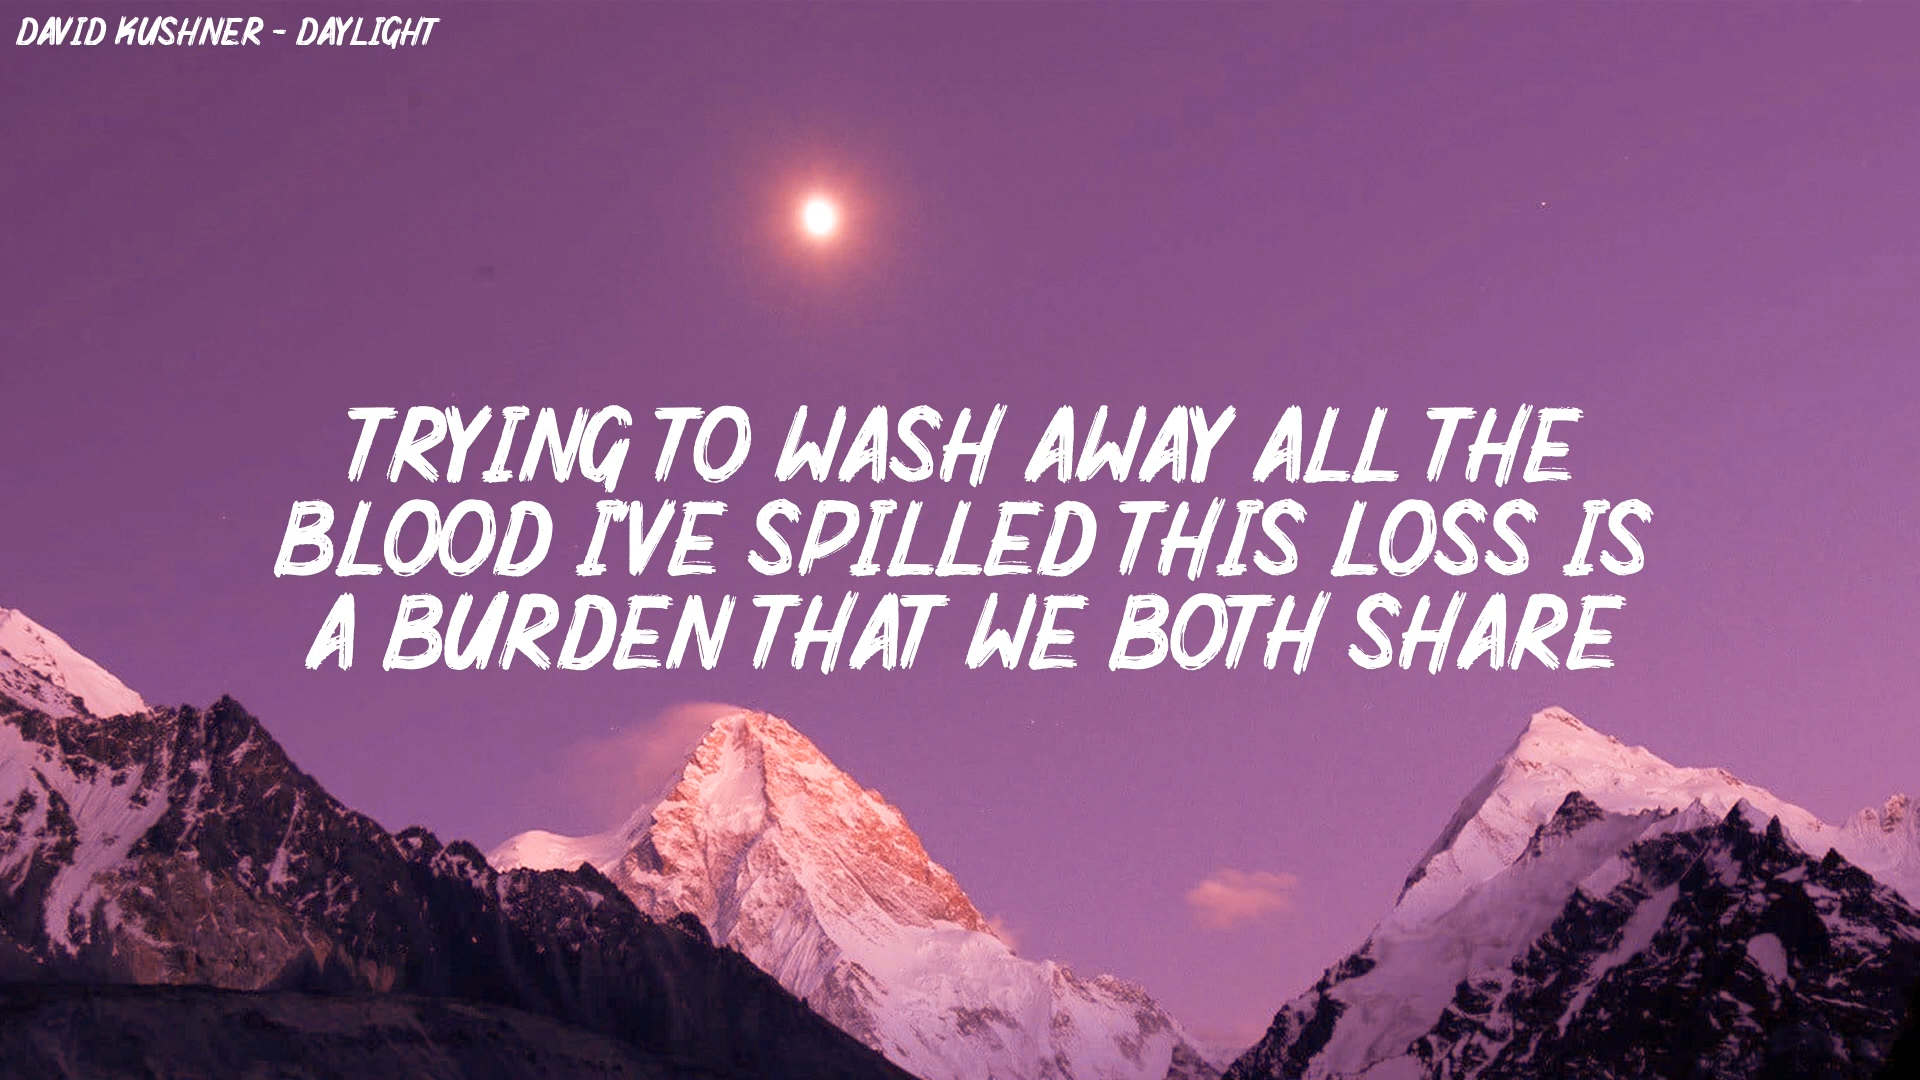 DAVID KUSHNER - DAYLIGHT
TRYING TO WASH AWAY ALL THE
BLOOD I'VE SPILLED THIS LOSS IS
A BURDEN THAT WE BOTH SHARE